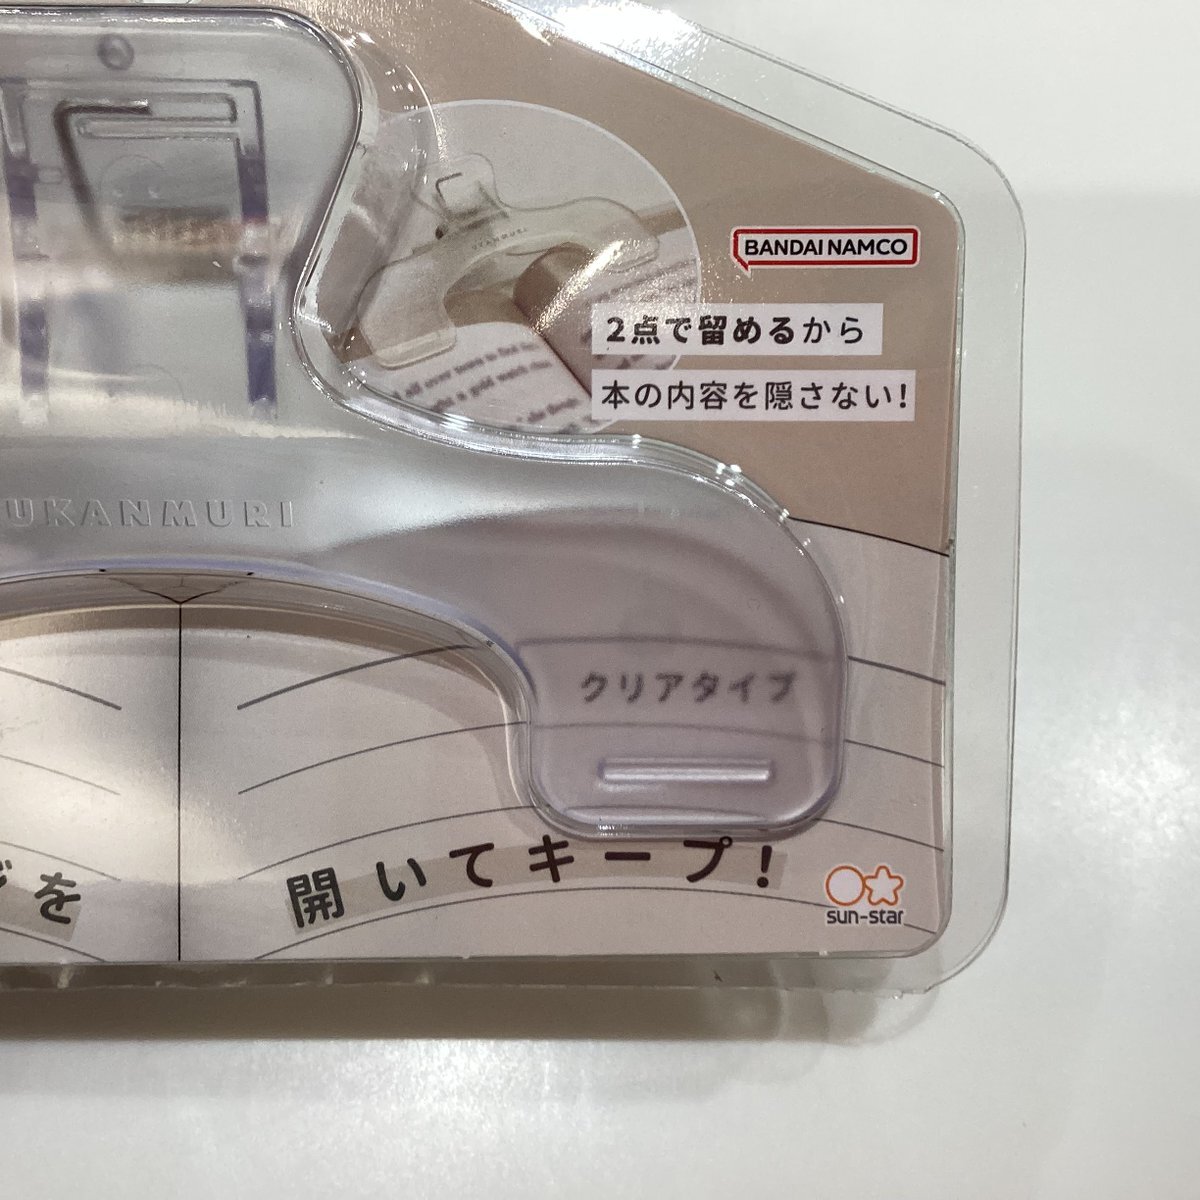 BANDAI NAMCO
2点で留めるから
本の内容を隠さない!
UKANMURI
クリアタイプ
を
開いてキープ!
sun-star